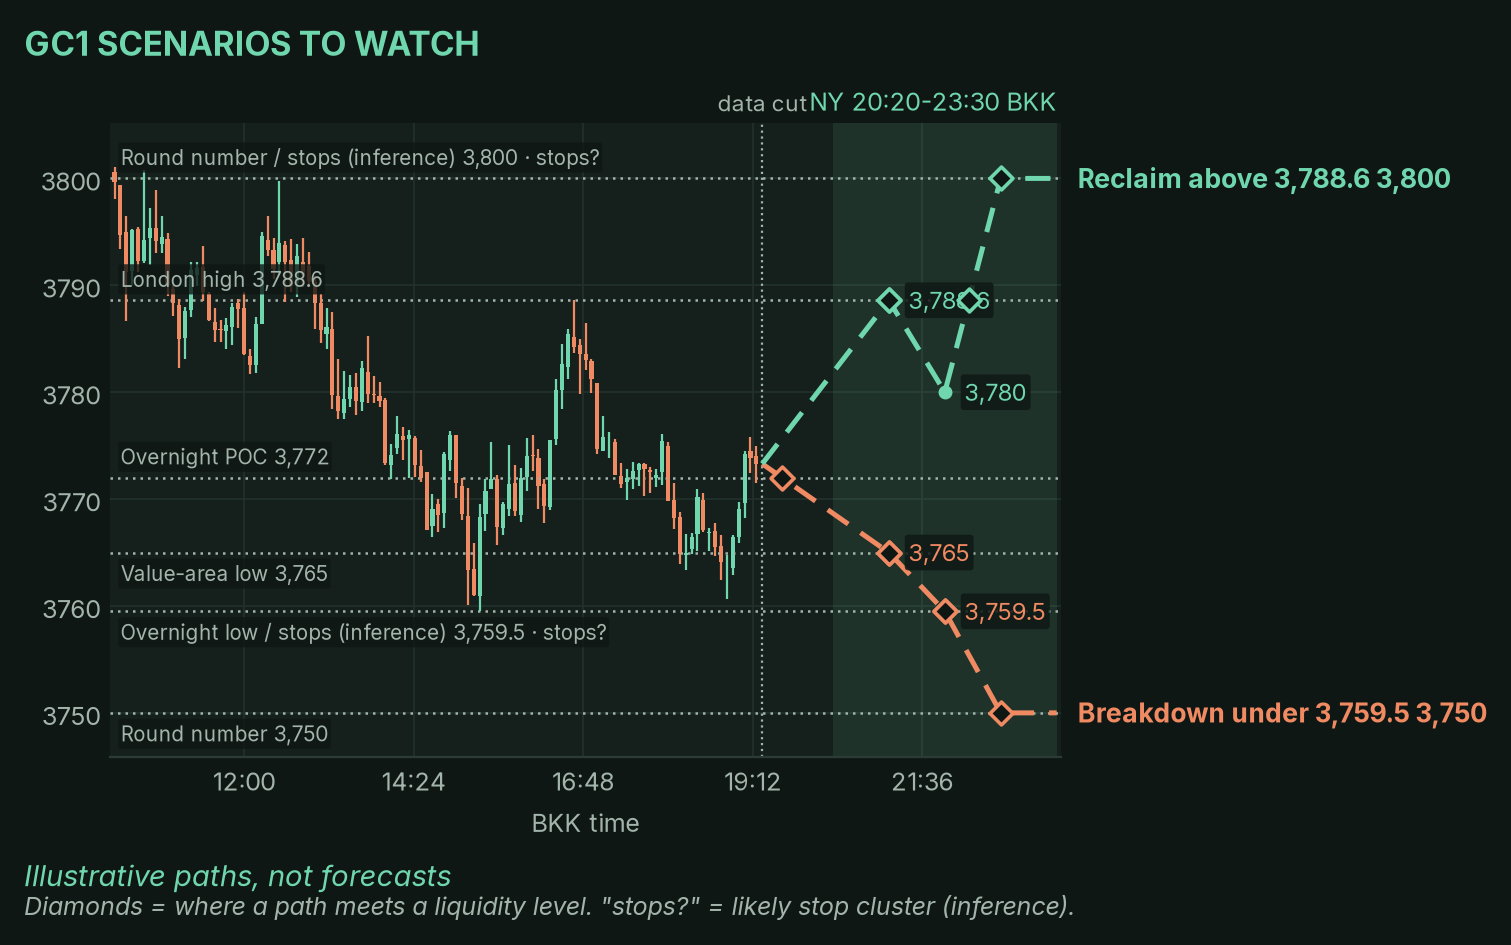 GC1 SCENARIOS TO WATCH
data cut
NY 20:20-23:30 BKK
Round number / stops (inference) 3,800 · stops?
3800
Reclaim above 3,788.6 3,800
London high 3,788.6
3790
3,788.6
3780
3,780
Overnight POC 3,772
3770
3,765
Value-area low 3,765
3760
3,759.5
Overnight low / stops (inference) 3,759.5 · stops?
3750
Breakdown under 3,759.5 3,750
Round number 3,750
12:00 14:24 16:48 19:12 21:36
BKK time
Illustrative paths, not forecasts
Diamonds = where a path meets a liquidity level. "stops?" = likely stop cluster (inference).